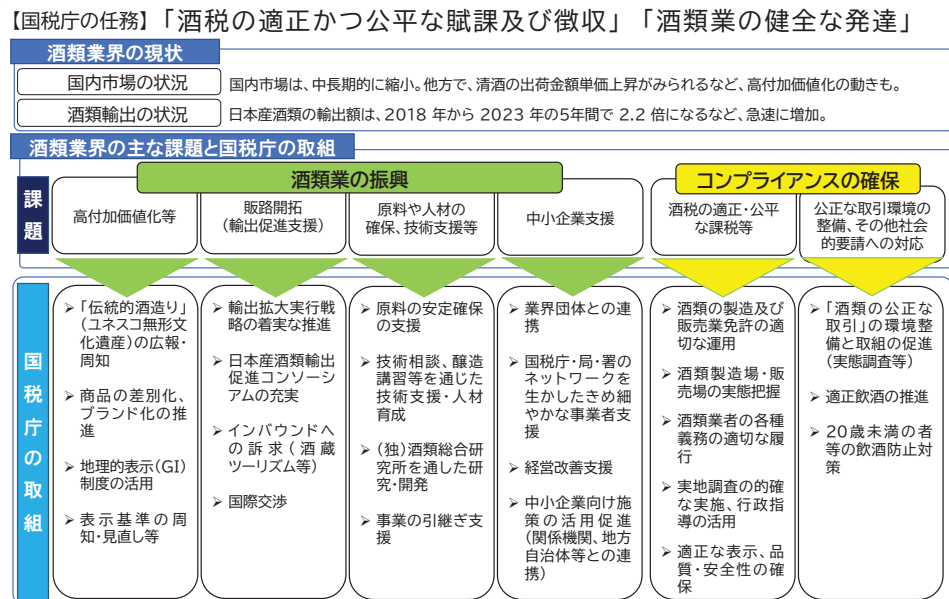 【国税庁の任務】「酒税の適正かつ公平な賦課及び徴収」「酒類業の健全な発達」
酒類業界の現状
国内市場の状況
国内市場は、中長期的に縮小。他方で、清酒の出荷金額単価上昇がみられるなど、高付加価値化の動きも。
酒類輸出の状況
日本産酒類の輸出額は、2018 年から 2023 年の5年間で 2.2 倍になるなど、急速に増加。
酒類業界の主な課題と国税庁の取組
酒類業の振興
コンプライアンスの確保
課題
高付加価値化等
販路開拓
(輸出促進支援)
原料や人材の
確保、技術支援等
中小企業支援
酒税の適正・公平
な課税等
公正な取引環境の
整備、その他社会
的要請への対応
国税庁の取組
➢「伝統的酒造り」
(ユネスコ無形文
化遺産)の広報・
周知
➢ 商品の差別化、
ブランド化の推
進
➢ 地理的表示(GI)
制度の活用
➢ 表示基準の周
知・見直し等
➢ 輸出拡大実行戦
略の着実な推進
➢ 日本産酒類輸出
促進コンソーシ
アムの充実
➢ インバウンドへ
の訴求(酒蔵
ツーリズム等)
➢ 国際交渉
➢ 原料の安定確保
の支援
➢ 技術相談、醸造
講習等を通じた
技術支援・人材
育成
➢ (独)酒類総合研
究所を通した研
究・開発
➢ 事業の引継ぎ支
援
➢ 業界団体との連
携
➢ 国税庁・局・署の
ネットワークを
生かしたきめ細
やかな事業者支
援
➢ 経営改善支援
➢ 中小企業向け施
策の活用促進
(関係機関、地方
自治体等との連
携)
➢ 酒類の製造及び
販売業免許の適
切な運用
➢ 酒類製造場・販
売場の実態把握
➢ 酒類業者の各種
義務の適切な履
行
➢ 実地調査の的確
な実施、行政指
導の活用
➢ 適正な表示、品
質・安全性の確
保
➢「酒類の公正な
取引」の環境整
備と取組の促進
(実態調査等)
➢ 適正飲酒の推進
➢ 20歳未満の者
等の飲酒防止対
策